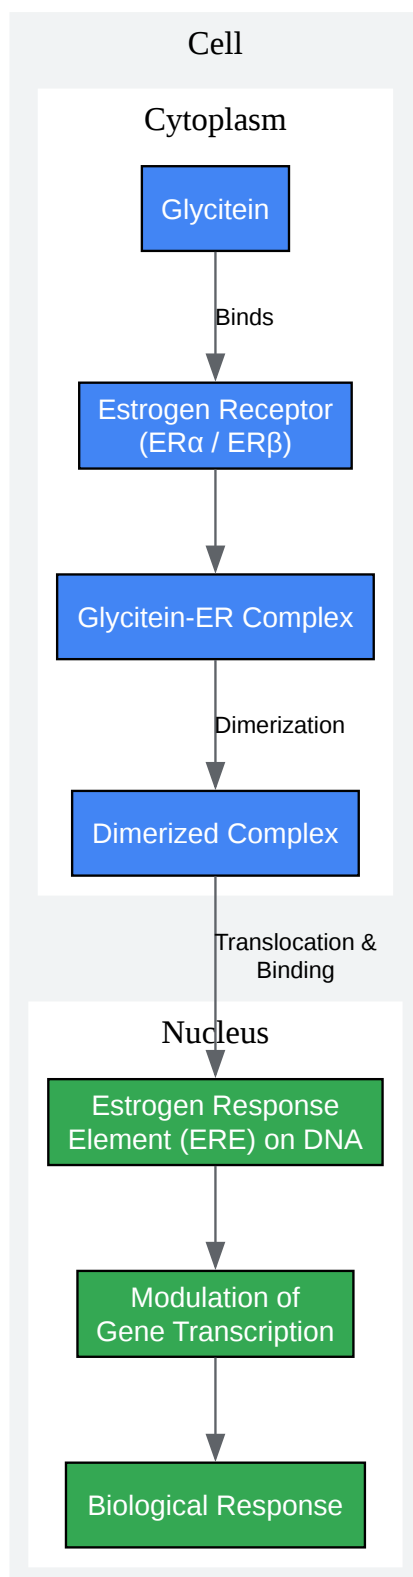 Cell
Cytoplasm
Glycitein
Binds
Estrogen Receptor
(ERα / ERβ)
Glycitein-ER Complex
Dimerization
Dimerized Complex
Translocation &
Binding
Nucleus
Estrogen Response
Element (ERE) on DNA
Modulation of
Gene Transcription
Biological Response